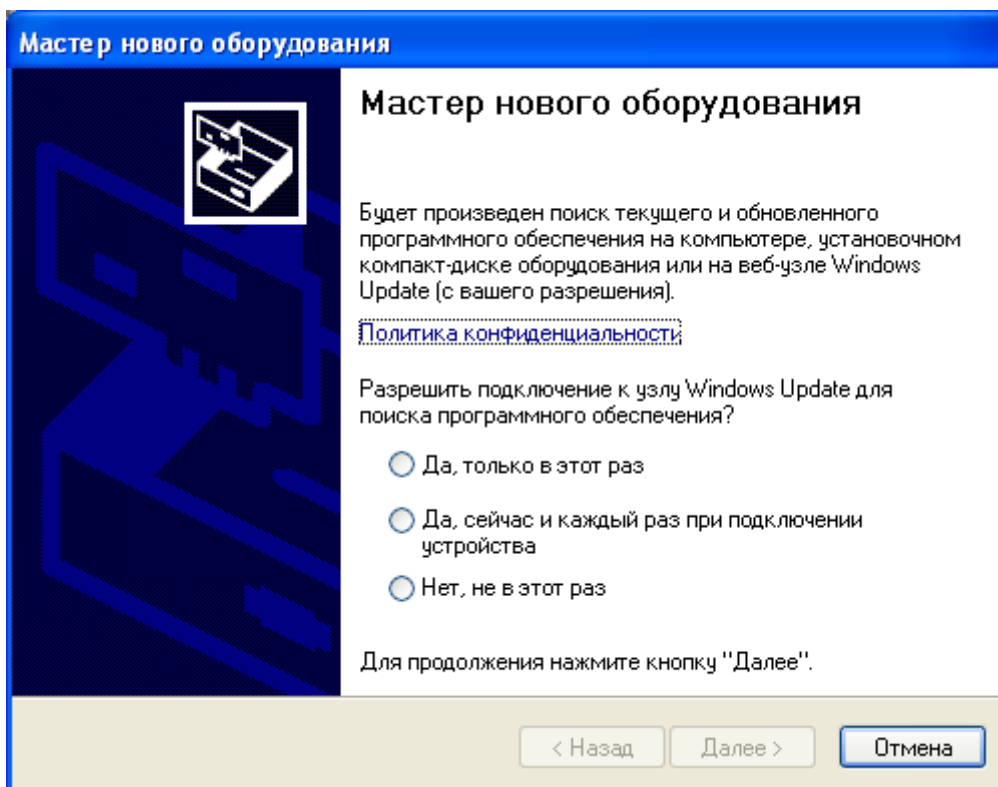 Мастер нового оборудования
Мастер нового оборудования
Будет произведен поиск текущего и обновленного
программного обеспечения на компьютере, установочном
компакт-диске оборудования или на веб-узле Windows
Update (с вашего разрешения).
Политика конфиденциальности
Разрешить подключение к узлу Windows Update для
поиска программного обеспечения?
Да, только в этот раз
Да, сейчас и каждый раз при подключении
устройства
Нет, не в этот раз
Для продолжения нажмите кнопку "Далее".
< Назад Далее > Отмена